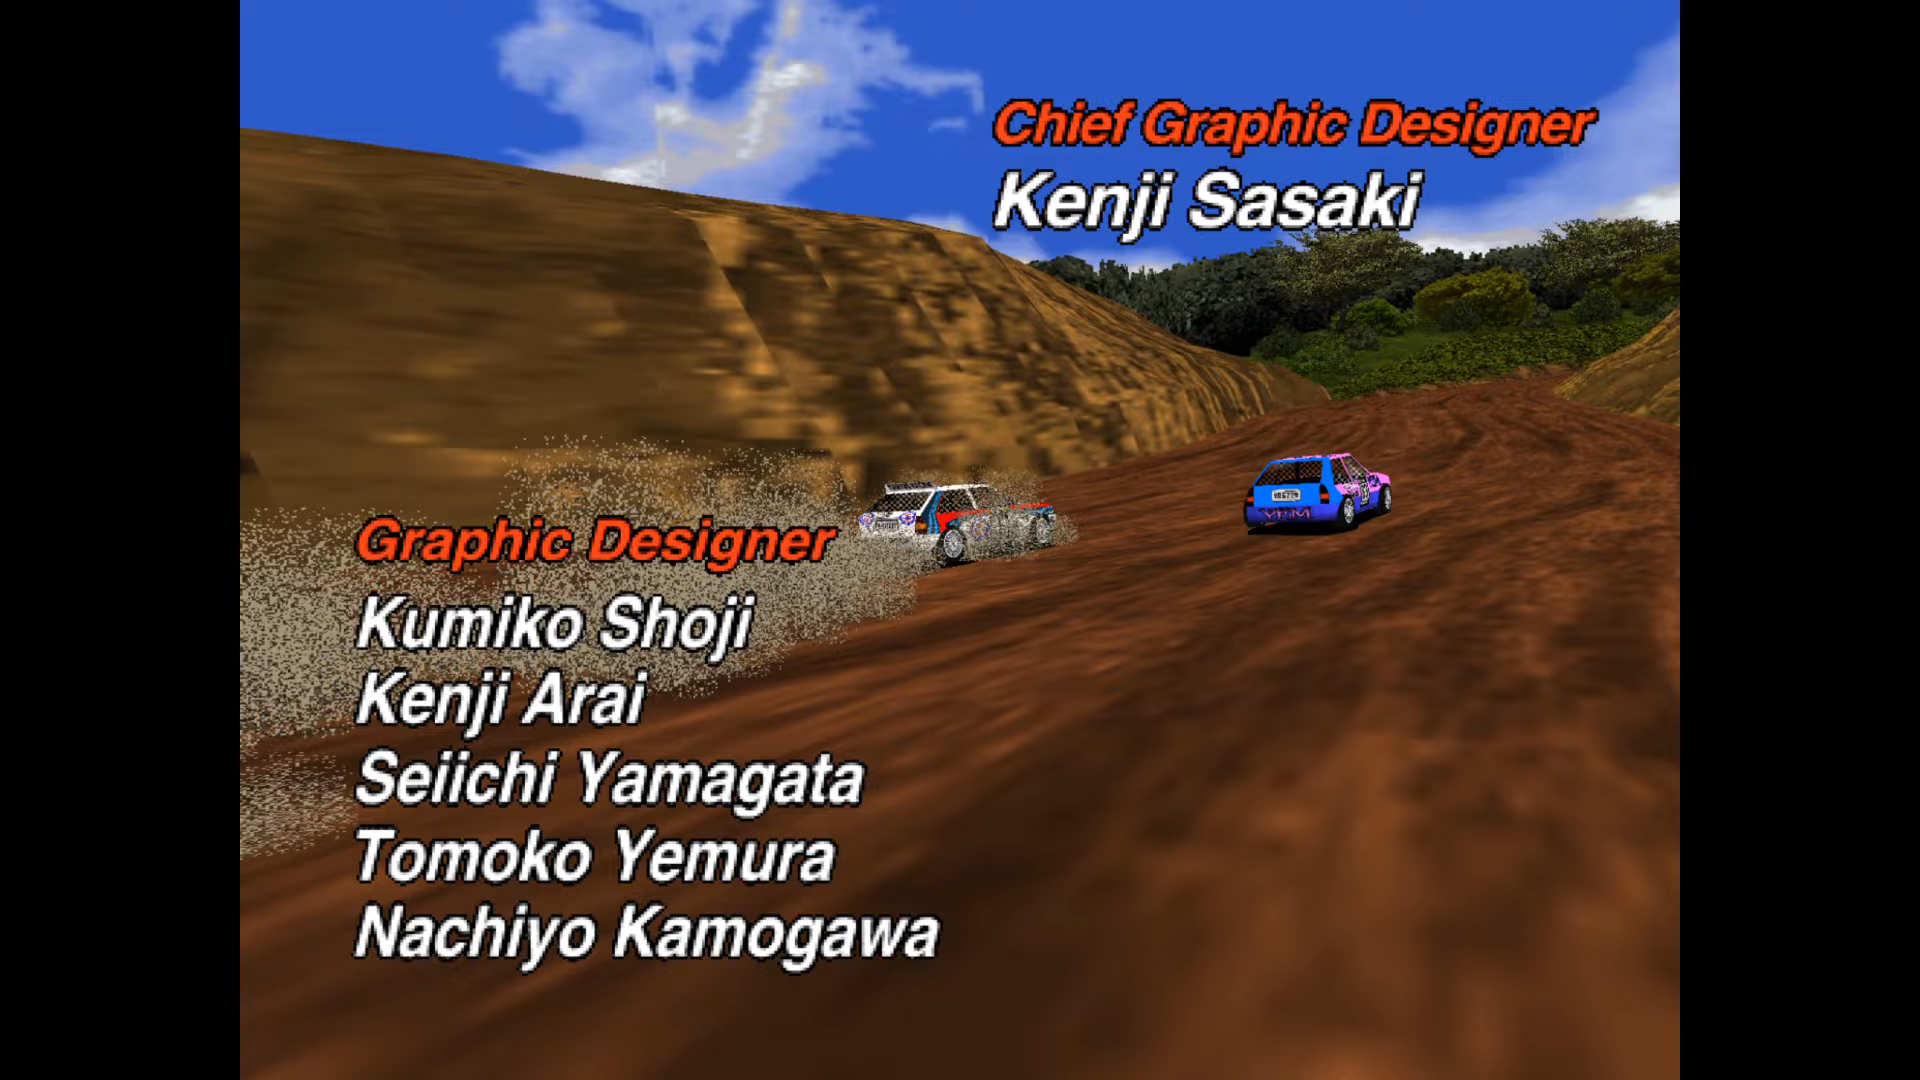 Chief Graphic Designer
Kenji Sasaki
Graphic Designer
Kumiko Shoji
Kenji Arai
Seiichi Yamagata
Tomoko Yemura
Nachiyo Kamogawa